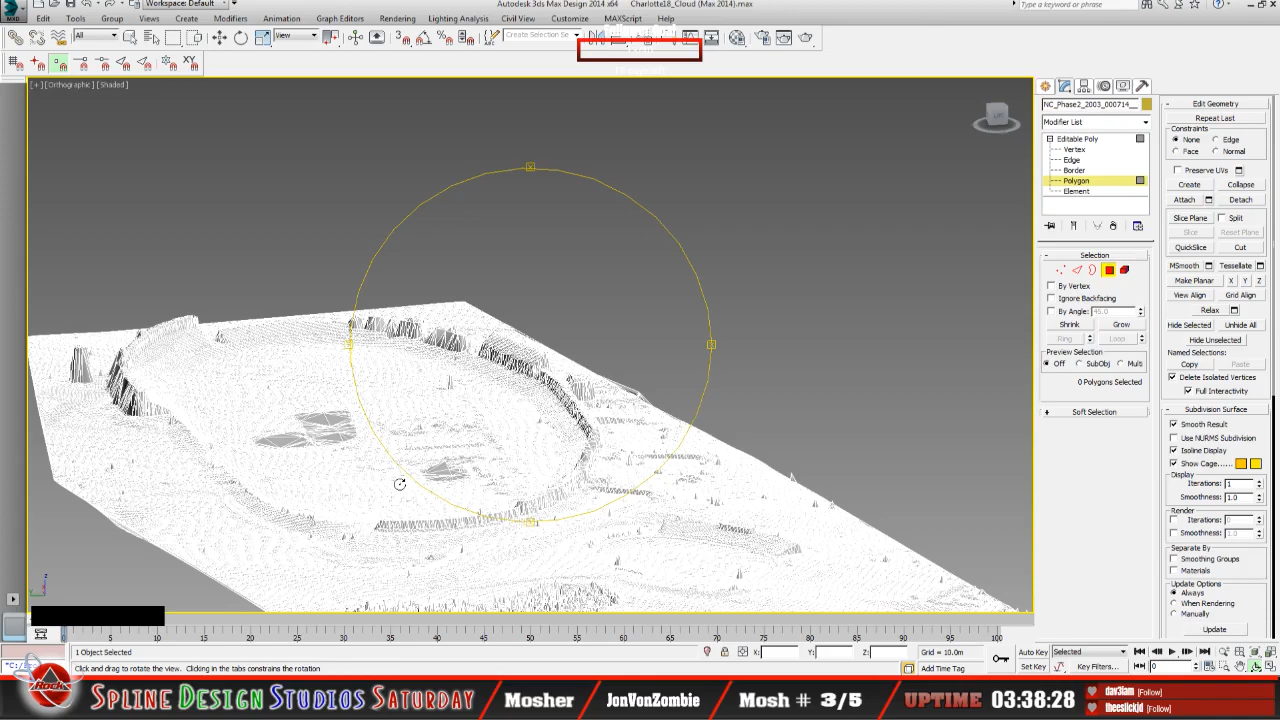 Workspace: Default
Autodesk 3ds Max Design 2014 x64
Charlotte18_Cloud (Max 2014).max
Type a keyword or phrase
MXD
Edit Tools Group Views Create Modifiers Animation Graph Editors Rendering Lighting Analysis Civil View Customize MAXScript Help
All
View
3
Create Selection Se
XY
[+] [Orthographic] [Shaded]
NC_Phase2_2003_000714__
Modifier List
Editable Poly
Vertex
Edge
Border
Polygon
Element
Selection
By Vertex
Ignore Backfacing
By Angle: 45.0
Shrink Grow
Ring Loop
Preview Selection
Off SubObj Multi
0 Polygons Selected
Soft Selection
Edit Geometry
Repeat Last
Constraints
None Edge
Face Normal
Preserve UVs
Create Collapse
Attach Detach
Slice Plane Split
Slice Reset Plane
QuickSlice Cut
MSmooth Tessellate
Make Planar X Y Z
View Align Grid Align
Relax
Hide Selected Unhide All
Hide Unselected
Named Selections:
Copy Paste
Delete Isolated Vertices
Full Interactivity
Subdivision Surface
Smooth Result
Use NURMS Subdivision
Isoline Display
Show Cage......
Display
Iterations: 1
Smoothness: 1.0
Render
Iterations: 0
Smoothness: 1.0
Separate By
Smoothing Groups
Materials
Update Options
Always
When Rendering
Manually
Update
5 10 15 20 25 30 35 40 45 50 55 60 65 70 75 80 85 90 95 100
1 Object Selected
X: Y: Z:
Grid = 10.0m
Auto Key Selected
Click and drag to rotate the view. Clicking in the tabs constrains the rotation
Add Time Tag
Set Key Key Filters...
0
SPLINE DESIGN STUDIOS SATURDAY
Mosher
JonVonZombie
Mosh # 3/5
UPTIME 03:38:28
dav3lam [Follow]
theestickjd [Follow]